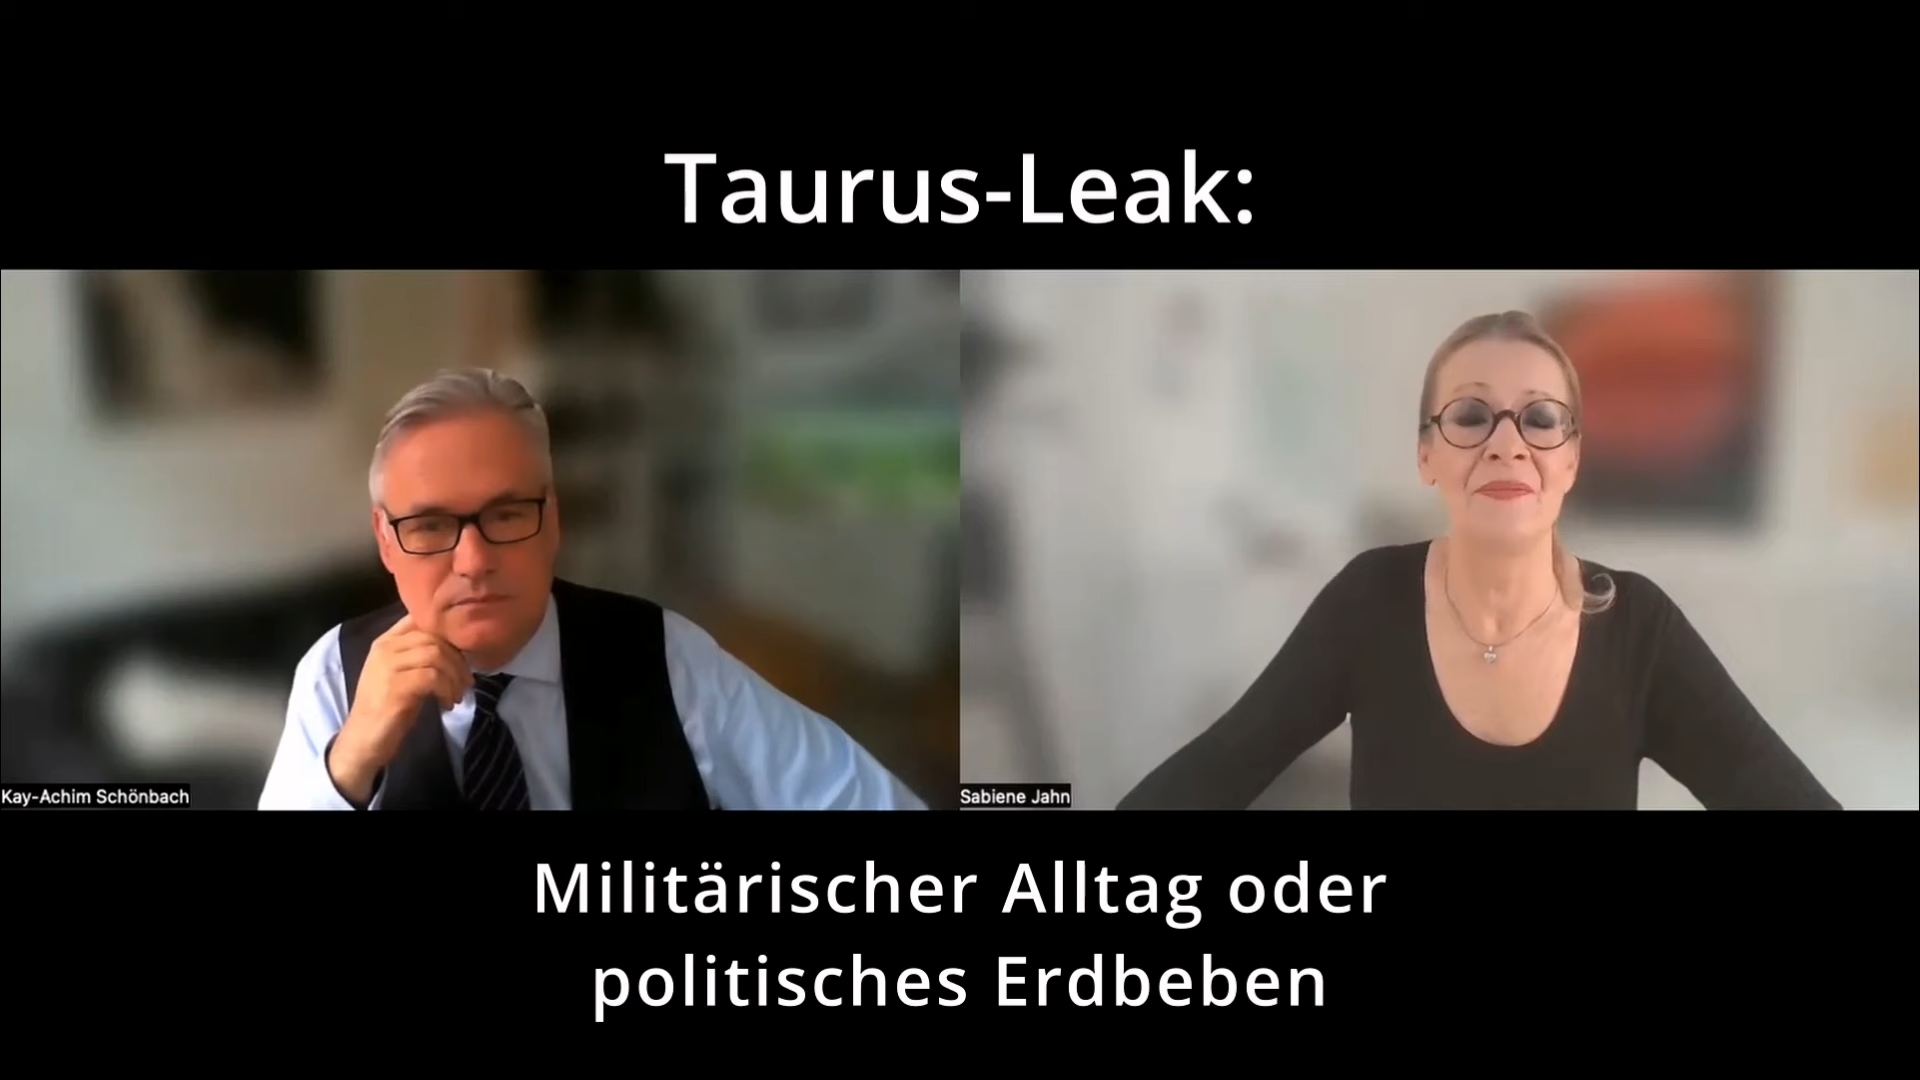 Taurus-Leak:
Kay-Achim Schönbach
Sabiene Jahn
Militärischer Alltag oder
politisches Erdbeben